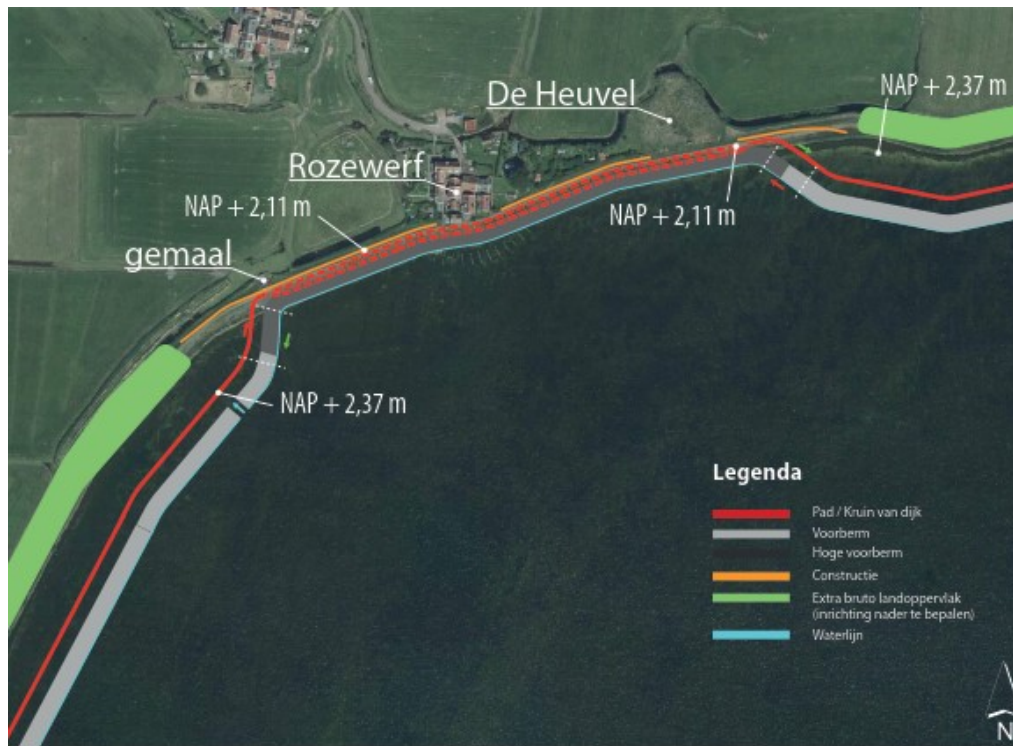 De Heuvel
NAP + 2,37 m
Rozewerf
NAP + 2,11 m
NAP + 2,11 m
gemaal
NAP + 2,37 m
Legenda
Pad / Kruin van dijk
Voorberm
Hoge voorberm
Constructie
Extra bruto landoppervlak
(inrichting nader te bepalen)
Waterlijn
N